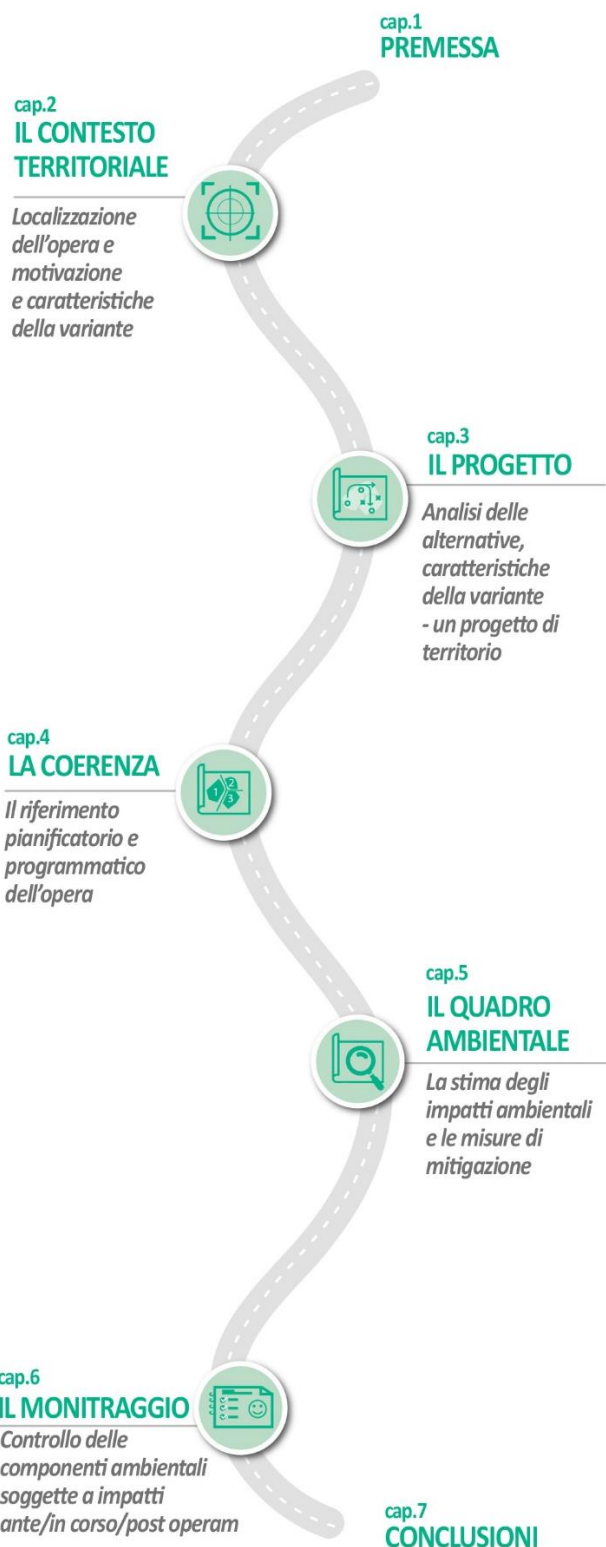 cap.1
PREMESSA
cap.2
IL CONTESTO
TERRITORIALE
Localizzazione
dell'opera e
motivazione
e caratteristiche
della variante
cap.3
IL PROGETTO
Analisi delle
alternative,
caratteristiche
della variante
- un progetto di
territorio
cap.4
LA COERENZA
1 2
3
Il riferimento
pianificatorio e
programmatico
dell'opera
cap.5
IL QUADRO
AMBIENTALE
La stima degli
impatti ambientali
e le misure di
mitigazione
cap.6
IL MONITRAGGIO
Controllo delle
componenti ambientali
soggette a impatti
ante/in corso/post operam
cap.7
CONCLUSIONI